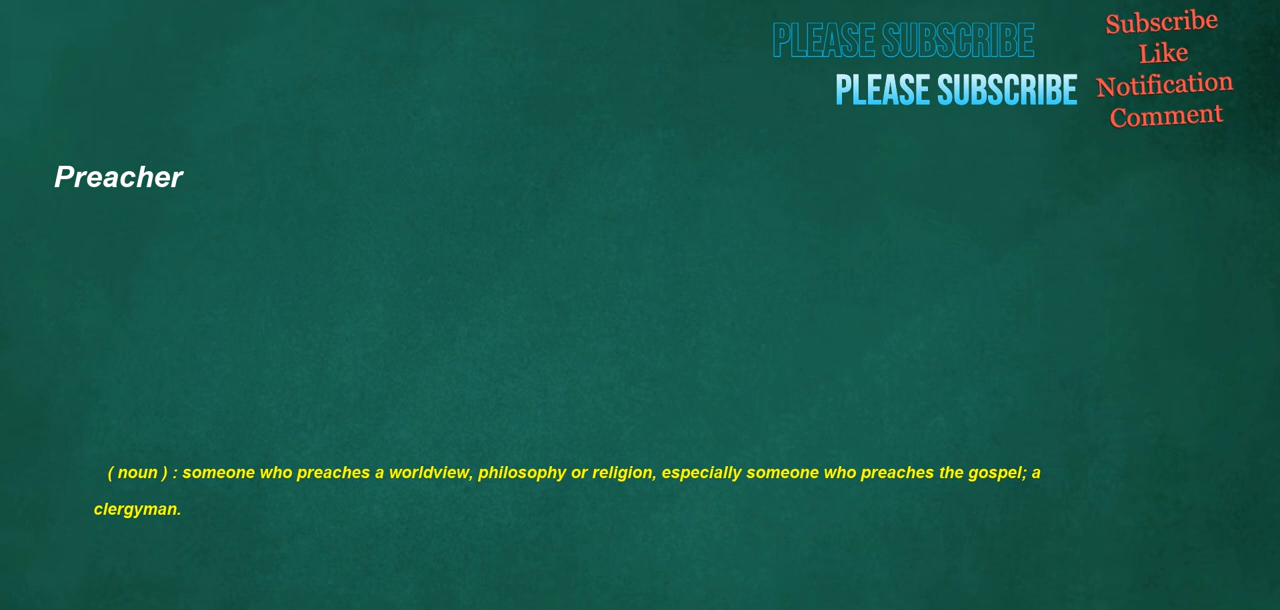 PLEASE SUBSCRIBE
PLEASE SUBSCRIBE
Subscribe
Like
Notification
Comment
Preacher
( noun ) : someone who preaches a worldview, philosophy or religion, especially someone who preaches the gospel; a
clergyman.